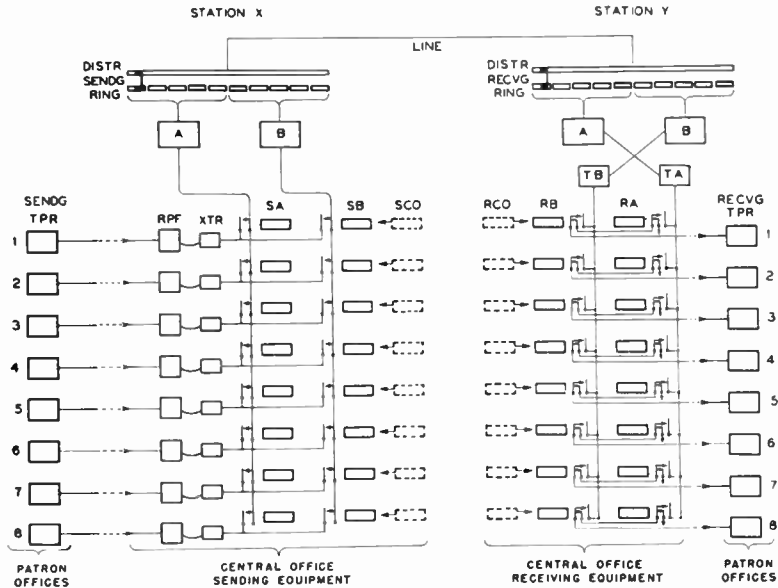 STATION X
STATION Y
LINE
DISTR
SENDG
RING
DISTR
RECVG
RING
A
B
A
B
TB
TA
SENDG
TPR
RPF
XTR
SA
SB
SCO
RCO
RB
RA
RECVG
TPR
1
2
3
4
5
6
7
8
1
2
3
4
5
6
7
8
PATRON
OFFICES
CENTRAL OFFICE
SENDING EQUIPMENT
CENTRAL OFFICE
RECEIVING EQUIPMENT
PATRON
OFFICES